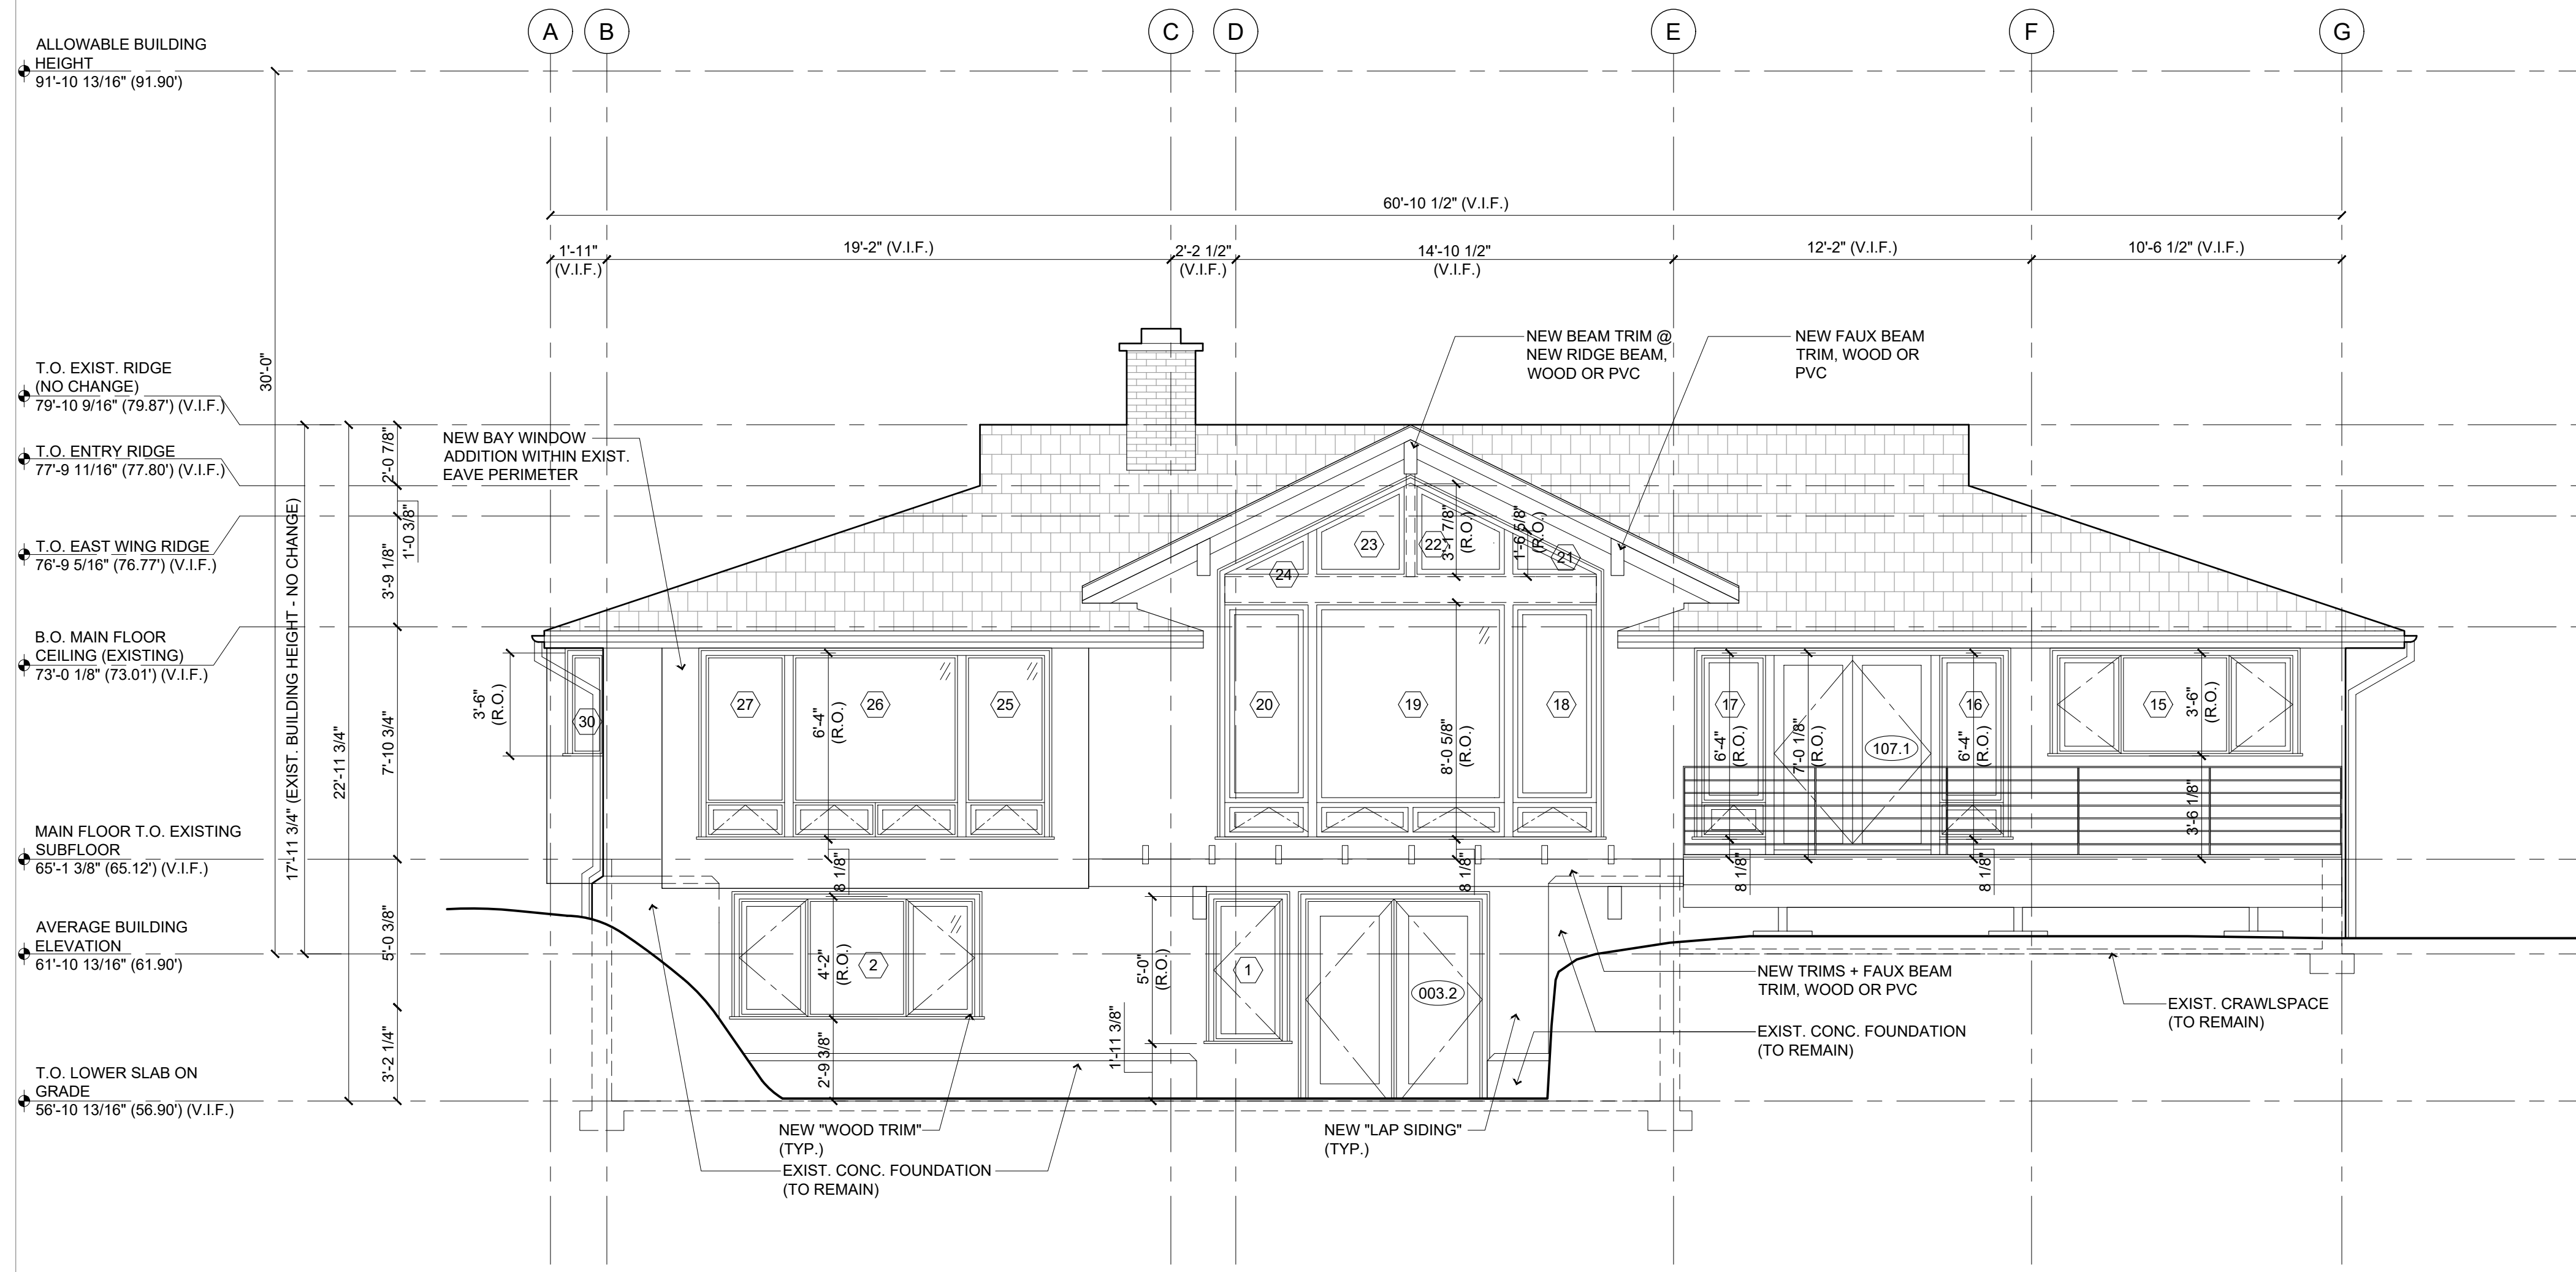 A
B
C
D
E
F
G
ALLOWABLE BUILDING
HEIGHT
91'-10 13/16" (91.90')
60'-10 1/2" (V.I.F.)
1'-11"
(V.I.F.)
19'-2" (V.I.F.)
2'-2 1/2"
(V.I.F.)
14'-10 1/2"
(V.I.F.)
12'-2" (V.I.F.)
10'-6 1/2" (V.I.F.)
T.O. EXIST. RIDGE
(NO CHANGE)
79'-10 9/16" (79.87') (V.I.F.)
T.O. ENTRY RIDGE
77'-9 11/16" (77.80') (V.I.F.)
T.O. EAST WING RIDGE
76'-9 5/16" (76.77') (V.I.F.)
B.O. MAIN FLOOR
CEILING (EXISTING)
73'-0 1/8" (73.01') (V.I.F.)
MAIN FLOOR T.O. EXISTING
SUBFLOOR
65'-1 3/8" (65.12') (V.I.F.)
AVERAGE BUILDING
ELEVATION
61'-10 13/16" (61.90')
T.O. LOWER SLAB ON
GRADE
56'-10 13/16" (56.90') (V.I.F.)
30'-0"
17'-11 3/4" (EXIST. BUILDING HEIGHT - NO CHANGE)
22'-11 3/4"
2'-0 7/8"
1'-0 3/8"
3'-9 1/8"
7'-10 3/4"
5'-0 3/8"
3'-2 1/4"
NEW BAY WINDOW
ADDITION WITHIN EXIST.
EAVE PERIMETER
NEW BEAM TRIM @
NEW RIDGE BEAM,
WOOD OR PVC
NEW FAUX BEAM
TRIM, WOOD OR
PVC
24
23
22
21
3'-1 7/8"
(R.O.)
1'-6 5/8"
(R.O.)
3'-6"
(R.O.)
30
27
26
25
6'-4"
(R.O.)
8 1/8"
20
19
18
8'-0 5/8"
(R.O.)
8 1/8"
17
6'-4"
(R.O.)
8 1/8"
7'-0 1/8"
(R.O.)
107.1
16
6'-4"
(R.O.)
8 1/8"
15
3'-6"
(R.O.)
3'-6 1/8"
2
4'-2"
(R.O.)
2'-9 3/8"
5'-0"
(R.O.)
1'-11 3/8"
1
003.2
NEW TRIMS + FAUX BEAM
TRIM, WOOD OR PVC
EXIST. CONC. FOUNDATION
(TO REMAIN)
EXIST. CRAWLSPACE
(TO REMAIN)
NEW "WOOD TRIM"
(TYP.)
EXIST. CONC. FOUNDATION
(TO REMAIN)
NEW "LAP SIDING"
(TYP.)